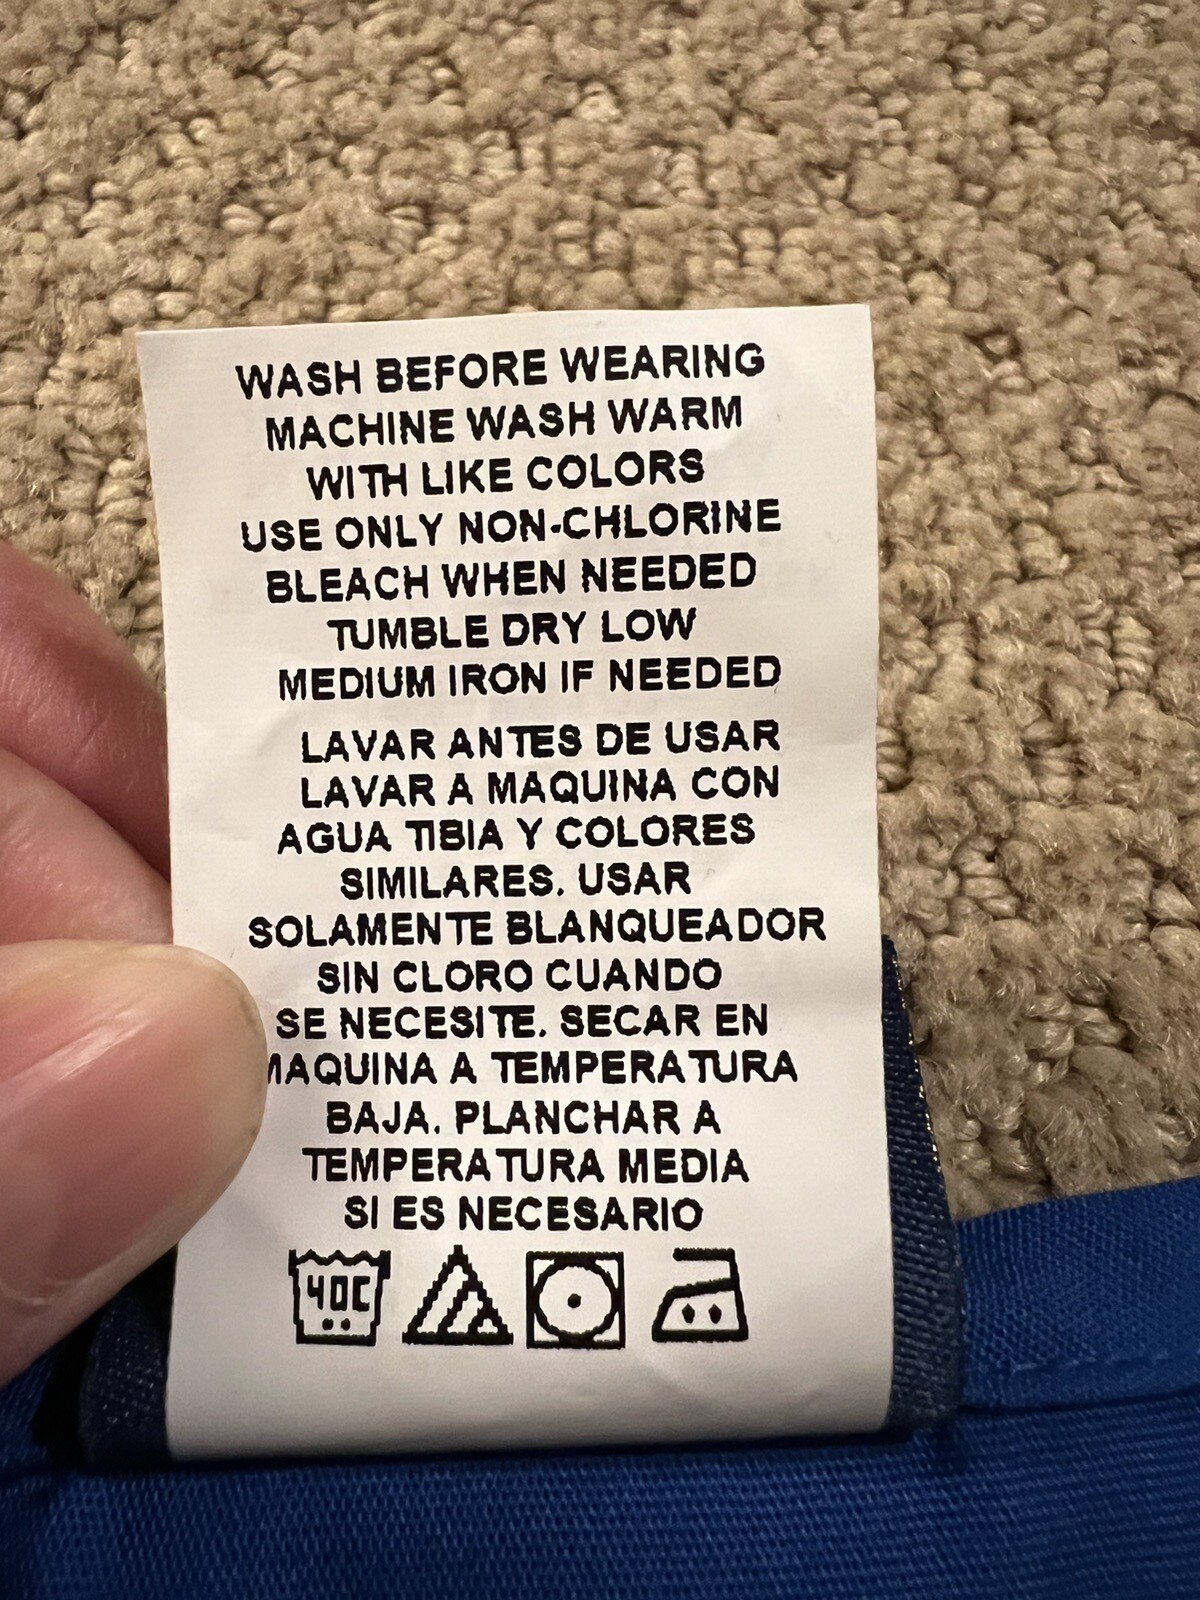 WASH BEFORE WEARING
MACHINE WASH WARM
WITH LIKE COLORS
USE ONLY NON-CHLORINE
BLEACH WHEN NEEDED
TUMBLE DRY LOW
MEDIUM IRON IF NEEDED
LAVAR ANTES DE USAR
LAVAR A MAQUINA CON
AGUA TIBIA Y COLORES
SIMILARES. USAR
SOLAMENTE BLANQUEADOR
SIN CLORO CUANDO
SE NECESITE. SECAR EN
MAQUINA A TEMPERATURA
BAJA. PLANCHAR A
TEMPERATURA MEDIA
SI ES NECESARIO
40C